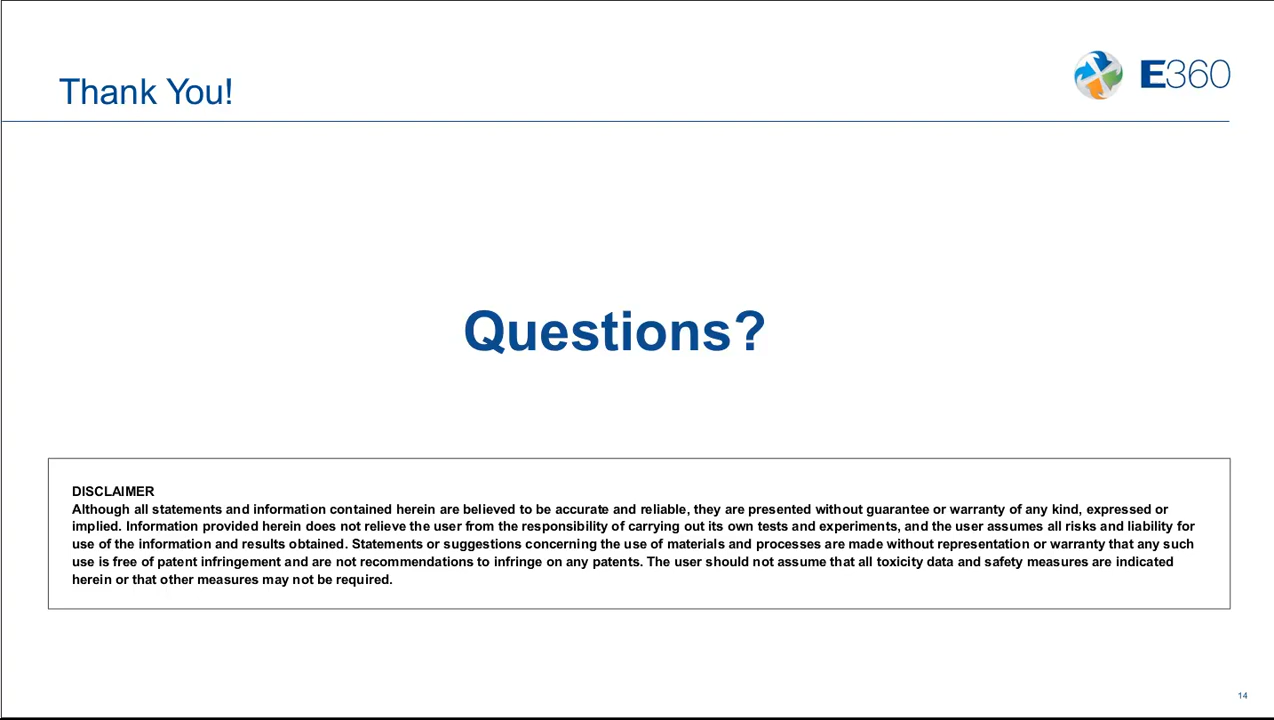 Thank You!
E360
Questions?
DISCLAIMER
Although all statements and information contained herein are believed to be accurate and reliable, they are presented without guarantee or warranty of any kind, expressed or
implied. Information provided herein does not relieve the user from the responsibility of carrying out its own tests and experiments, and the user assumes all risks and liability for
use of the information and results obtained. Statements or suggestions concerning the use of materials and processes are made without representation or warranty that any such
use is free of patent infringement and are not recommendations to infringe on any patents. The user should not assume that all toxicity data and safety measures are indicated
herein or that other measures may not be required.
14